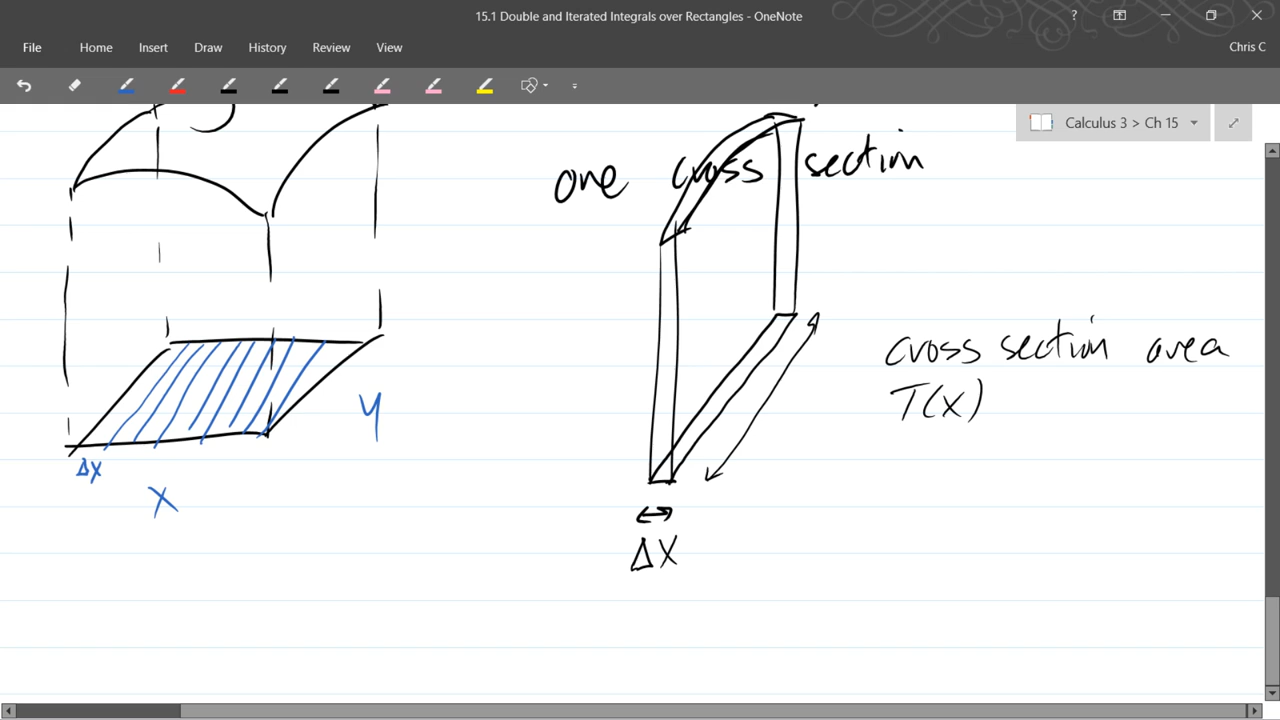 15.1 Double and Iterated Integrals over Rectangles - OneNote
?
File Home Insert Draw History Review View
Chris C
Calculus 3 > Ch 15
one cross section
cross section area
T(x)
y
Δx
x
Δx